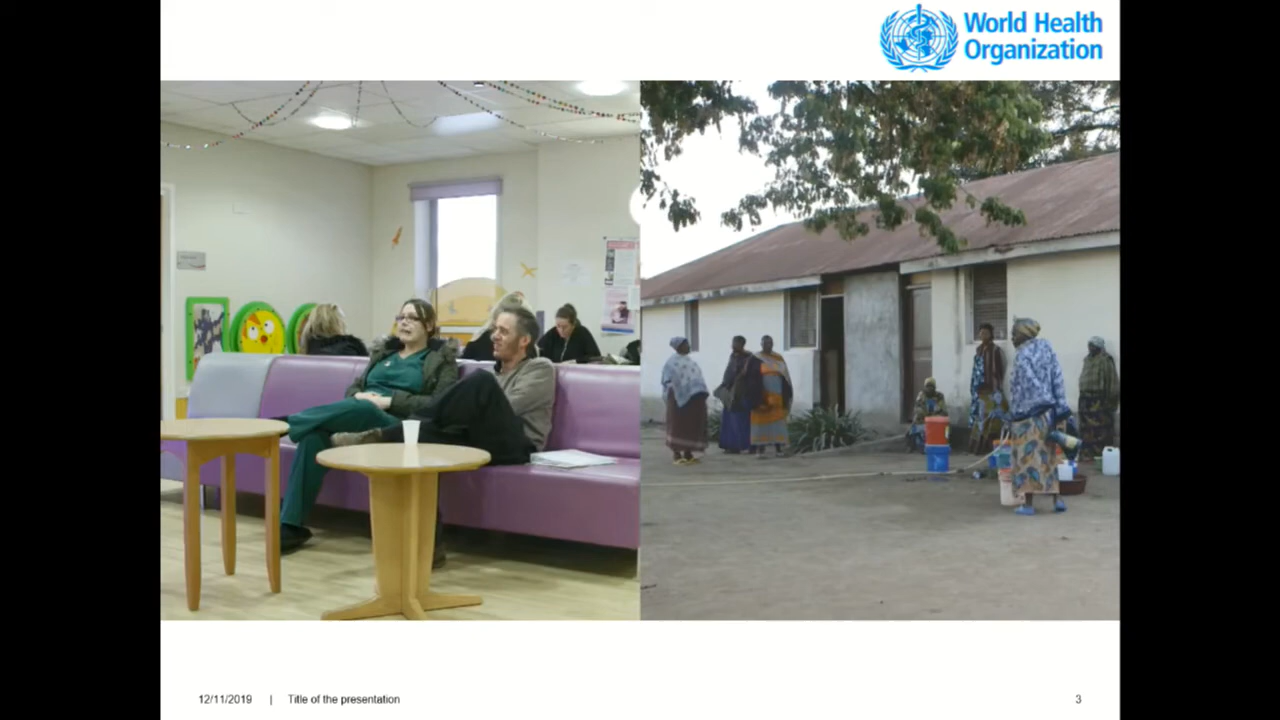 World Health
Organization
12/11/2019 | Title of the presentation
3